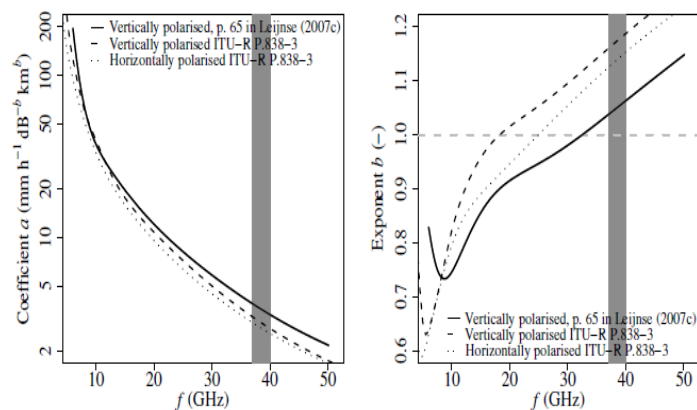 Vertically polarised, p. 65 in Leijnse (2007c)
Vertically polarised ITU-R P.838-3
Horizontally polarised ITU-R P.838-3
Coefficient a (mm h⁻¹ dB⁻ᵇ kmᵇ)
200
100
50
20
10
5
2
10 20 30 40 50
f (GHz)
Exponent b (–)
1.2
1.1
1.0
0.9
0.8
0.7
0.6
Vertically polarised, p. 65 in Leijnse (2007c)
Vertically polarised ITU-R P.838-3
Horizontally polarised ITU-R P.838-3
10 20 30 40 50
f (GHz)